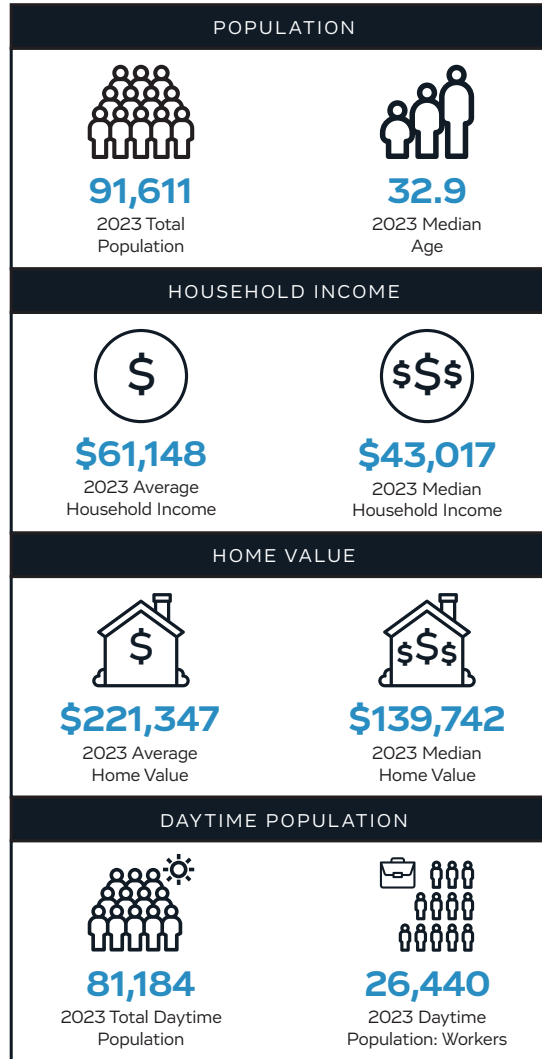 POPULATION
91,611
2023 Total
Population
32.9
2023 Median
Age
HOUSEHOLD INCOME
$
$61,148
2023 Average
Household Income
$$$
$43,017
2023 Median
Household Income
HOME VALUE
$
$221,347
2023 Average
Home Value
$$$
$139,742
2023 Median
Home Value
DAYTIME POPULATION
81,184
2023 Total Daytime
Population
26,440
2023 Daytime
Population: Workers